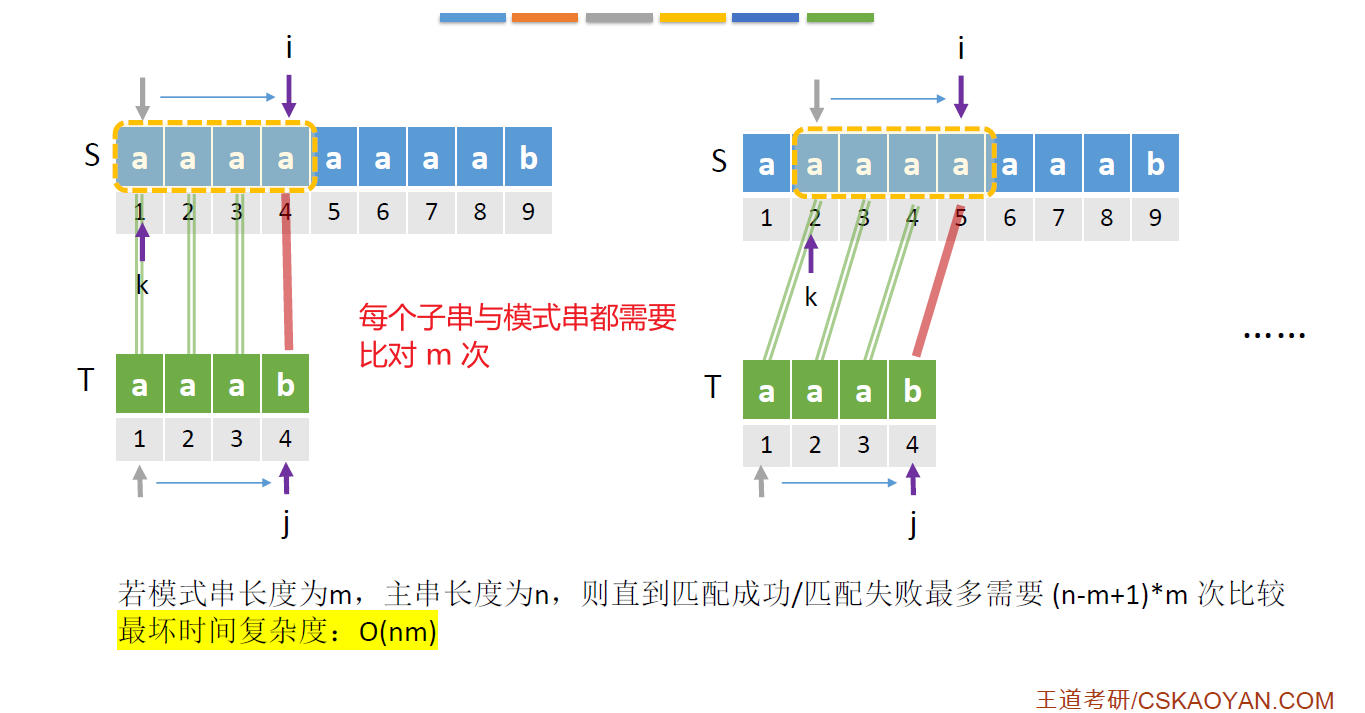 i
S a a a a a a a a b
1 2 3 4 5 6 7 8 9
k
T a a a b
1 2 3 4
j
每个子串与模式串都需要
比对 m 次
i
S a a a a a a a a b
1 2 3 4 5 6 7 8 9
k
T a a a b
1 2 3 4
j
……
若模式串长度为m，主串长度为n，则直到匹配成功/匹配失败最多需要 (n-m+1)*m 次比较
最坏时间复杂度：O(nm)
王道考研/CSKAOYAN.COM